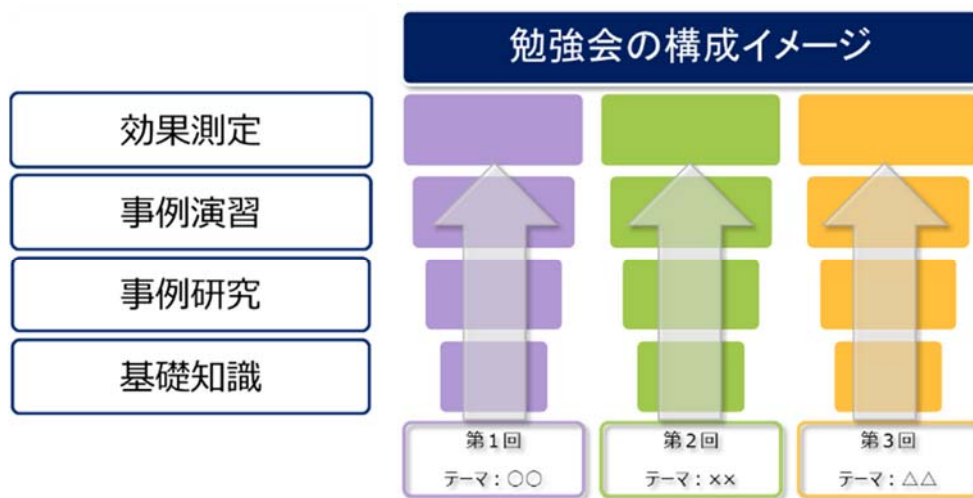 勉強会の構成イメージ
効果測定
事例演習
事例研究
基礎知識
第1回
テーマ：○○
第2回
テーマ：××
第3回
テーマ：△△